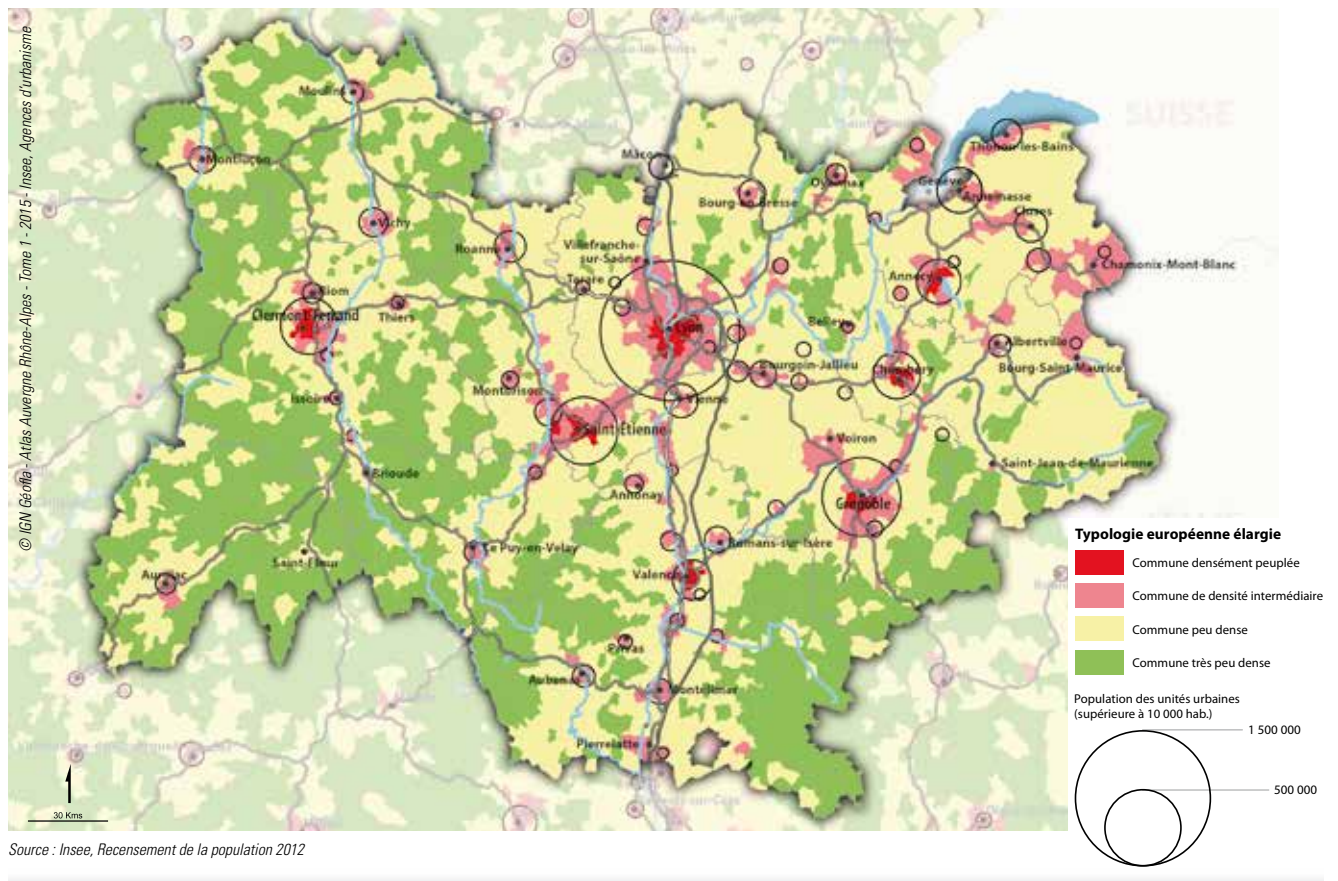 © IGN Géofla - Atlas Auvergne Rhône-Alpes - Tome 1 - 2015 - Insee, Agences d'urbanisme
SUISSE
Moulins
Montluçon
Mâcon
Thonon-les-Bains
Genève
Annemasse
Oyonnax
Bourg-en-Bresse
Cluses
Vichy
Roanne
Villefranche-
sur-Saône
Chamonix-Mont-Blanc
Tarare
Annecy
Riom
Clermont-Ferrand
Thiers
Lyon
Belley
Albertville
Bourgoin-Jallieu
Chambéry
Bourg-Saint-Maurice
Montbrison
Issoire
Vienne
Saint-Étienne
Voiron
Saint-Jean-de-Maurienne
Brioude
Annonay
Grenoble
Le Puy-en-Velay
Romans-sur-Isère
Saint-Flour
Aurillac
Valence
Privas
Aubenas
Montélimar
Pierrelatte
30 Kms
Typologie européenne élargie
Commune densément peuplée
Commune de densité intermédiaire
Commune peu dense
Commune très peu dense
Population des unités urbaines
(supérieure à 10 000 hab.)
1 500 000
500 000
Source : Insee, Recensement de la population 2012